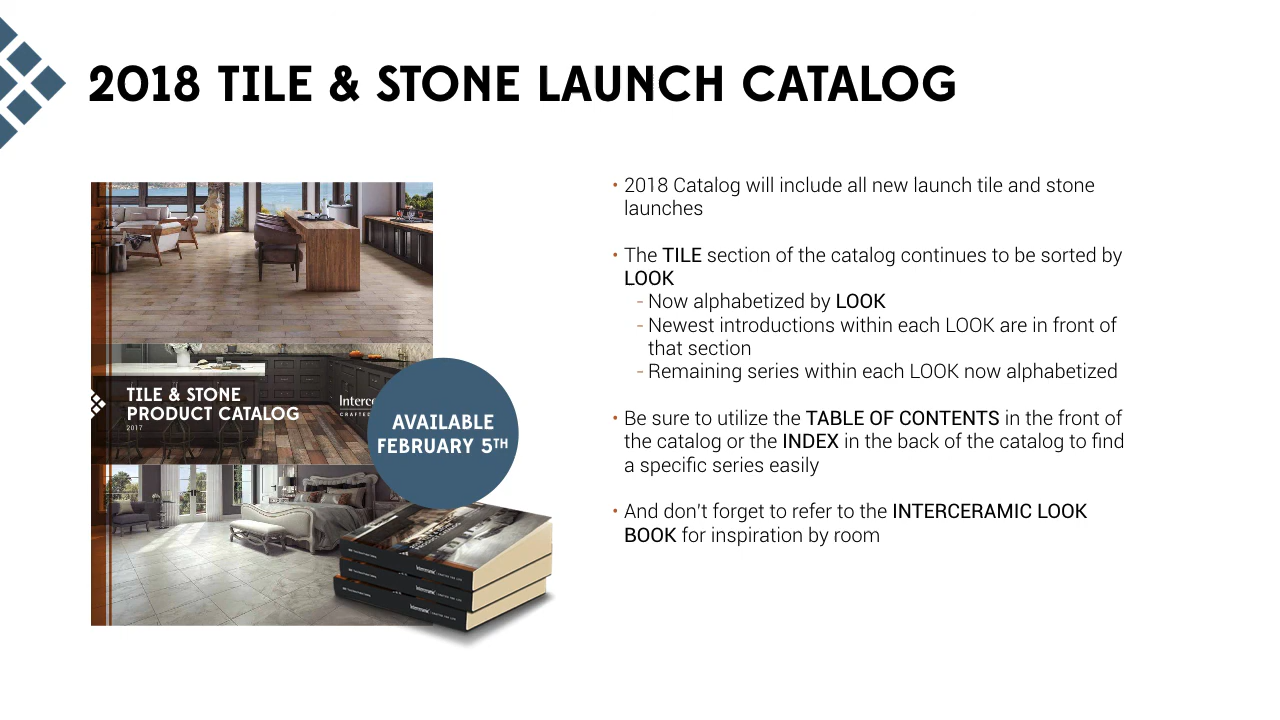 2018 TILE & STONE LAUNCH CATALOG
TILE & STONE
PRODUCT CATALOG
2017
AVAILABLE
FEBRUARY 5TH
• 2018 Catalog will include all new launch tile and stone
launches
• The TILE section of the catalog continues to be sorted by
LOOK
- Now alphabetized by LOOK
- Newest introductions within each LOOK are in front of
that section
- Remaining series within each LOOK now alphabetized
• Be sure to utilize the TABLE OF CONTENTS in the front of
the catalog or the INDEX in the back of the catalog to find
a specific series easily
• And don't forget to refer to the INTERCERAMIC LOOK
BOOK for inspiration by room